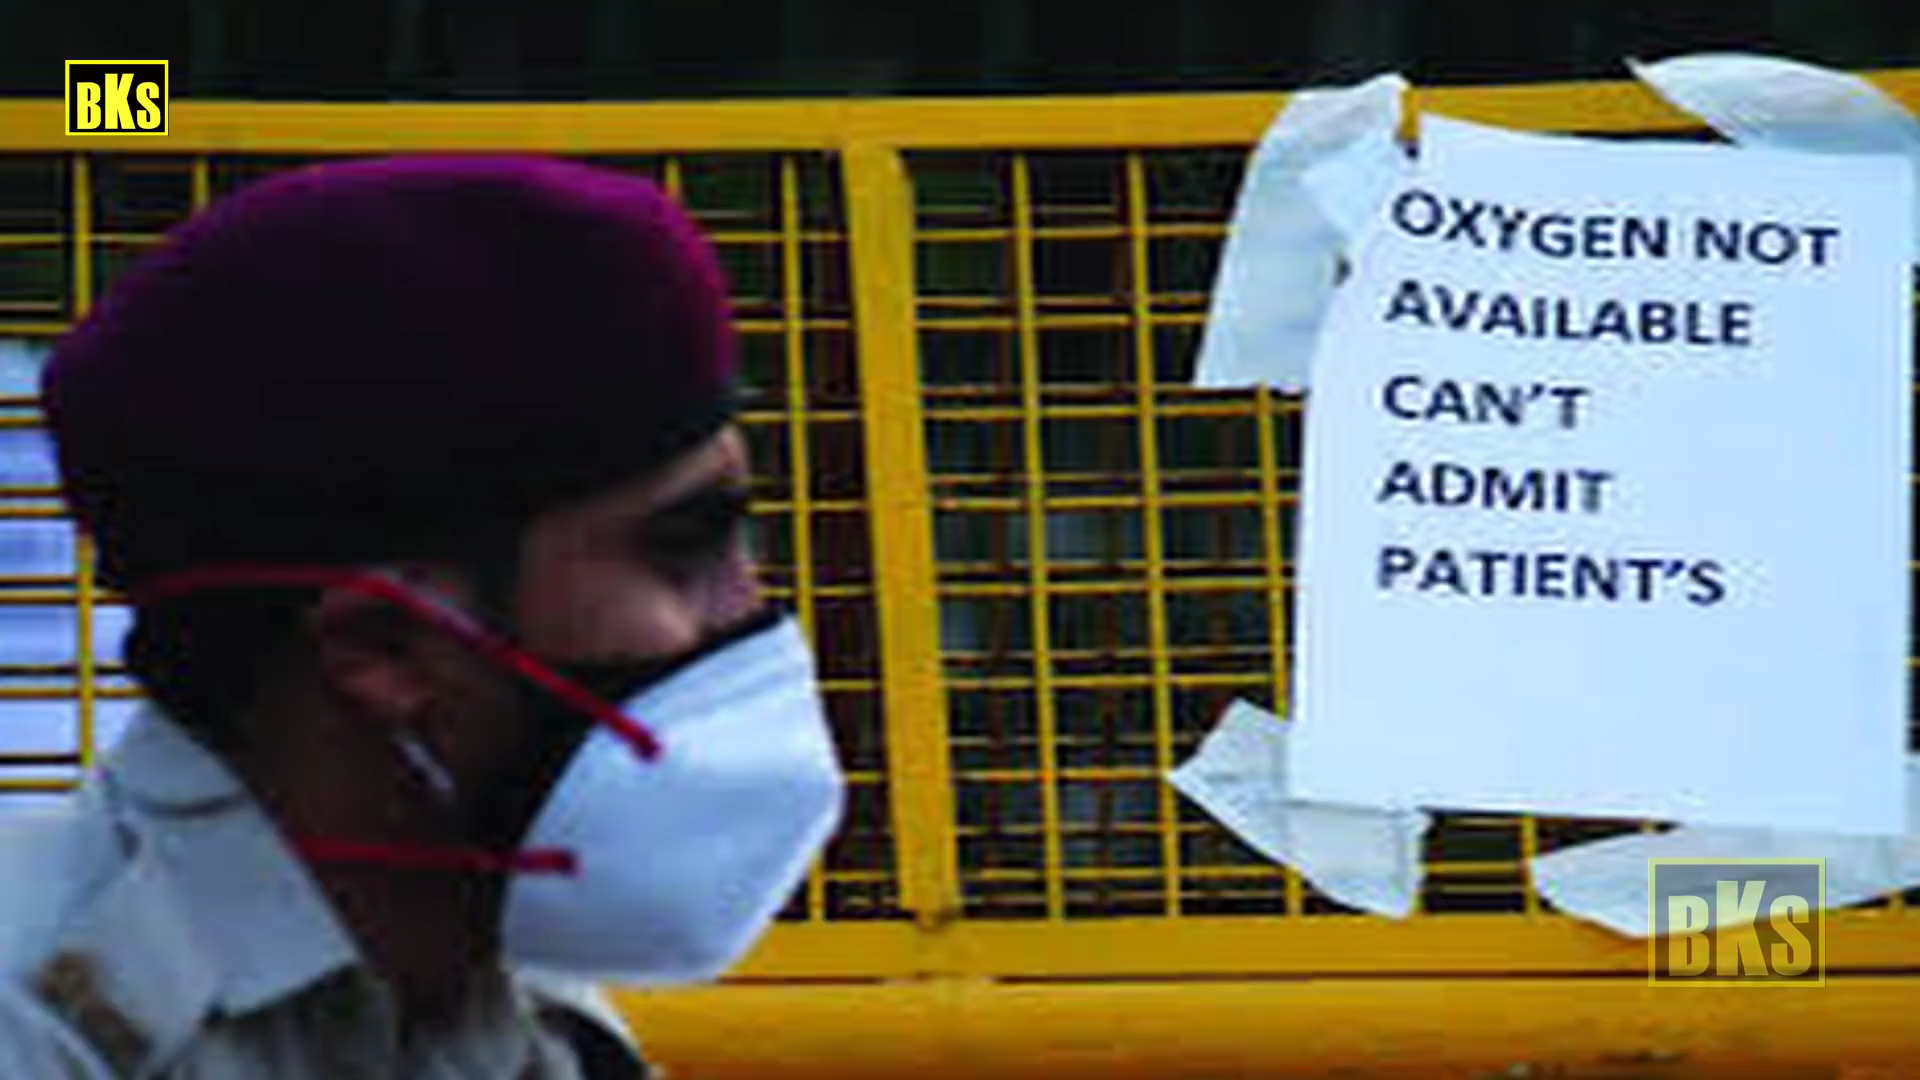 BKS
OXYGEN NOT
AVAILABLE
CAN'T
ADMIT
PATIENT'S
BKS